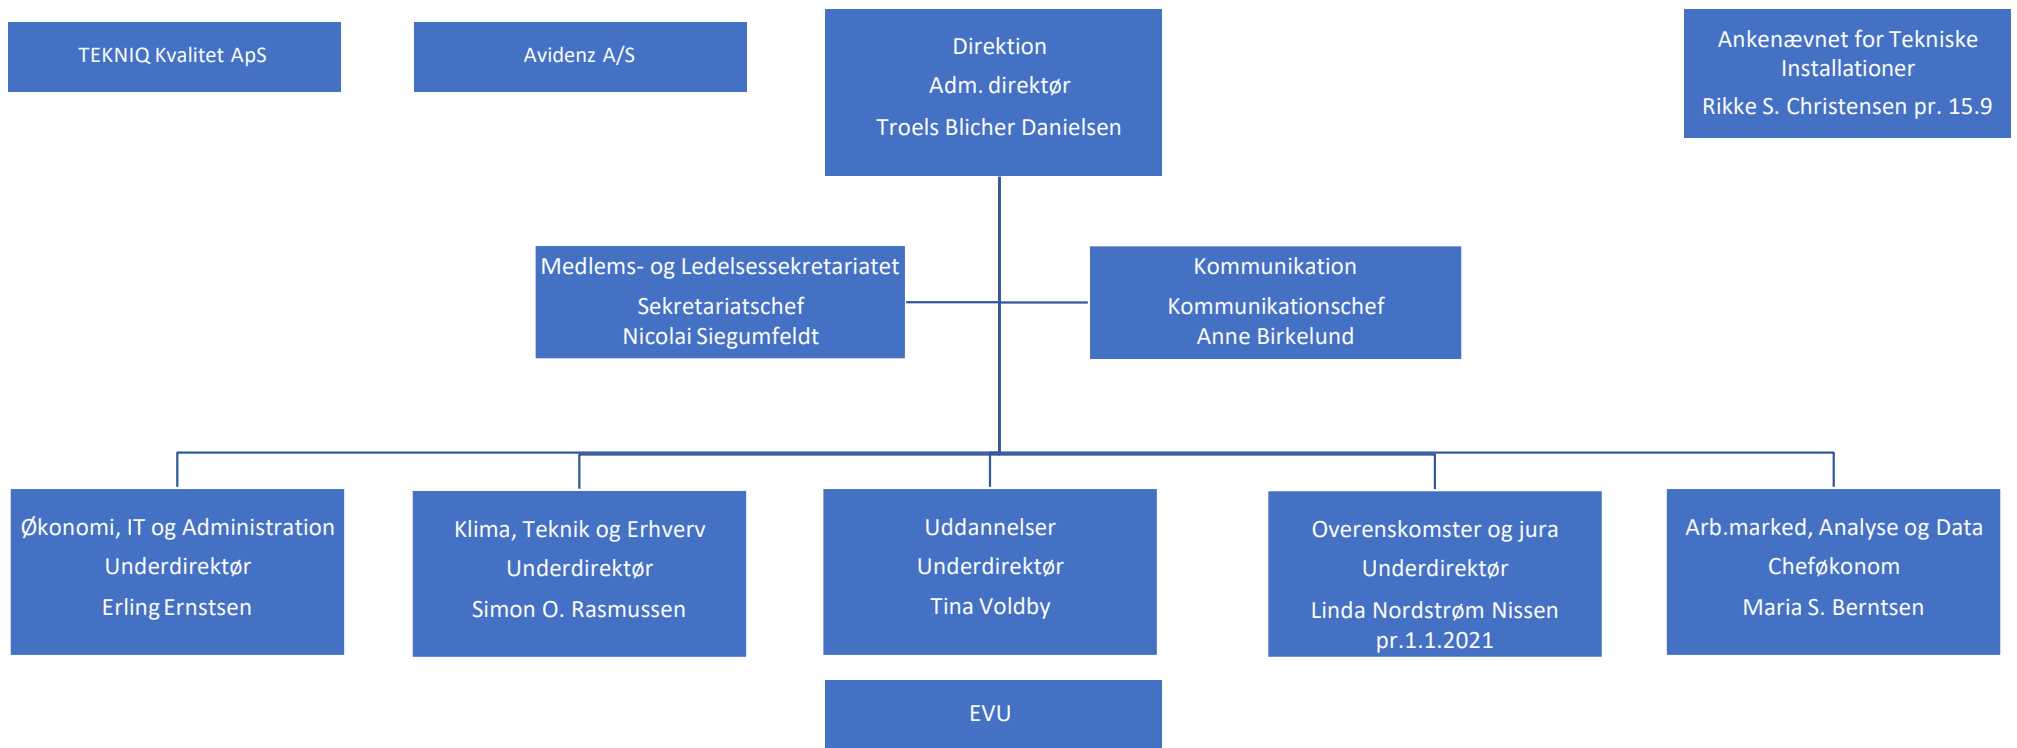 TEKNIQ Kvalitet ApS
Avidenz A/S
Direktion
Adm. direktør
Troels Blicher Danielsen
Ankenævnet for Tekniske
Installationer
Rikke S. Christensen pr. 15.9
Medlems- og Ledelsessekretariatet
Sekretariatschef
Nicolai Siegumfeldt
Kommunikation
Kommunikationschef
Anne Birkelund
Økonomi, IT og Administration
Underdirektør
Erling Ernstsen
Klima, Teknik og Erhverv
Underdirektør
Simon O. Rasmussen
Uddannelser
Underdirektør
Tina Voldby
Overenskomster og jura
Underdirektør
Linda Nordstrøm Nissen
pr.1.1.2021
Arb.marked, Analyse og Data
Cheføkonom
Maria S. Berntsen
EVU